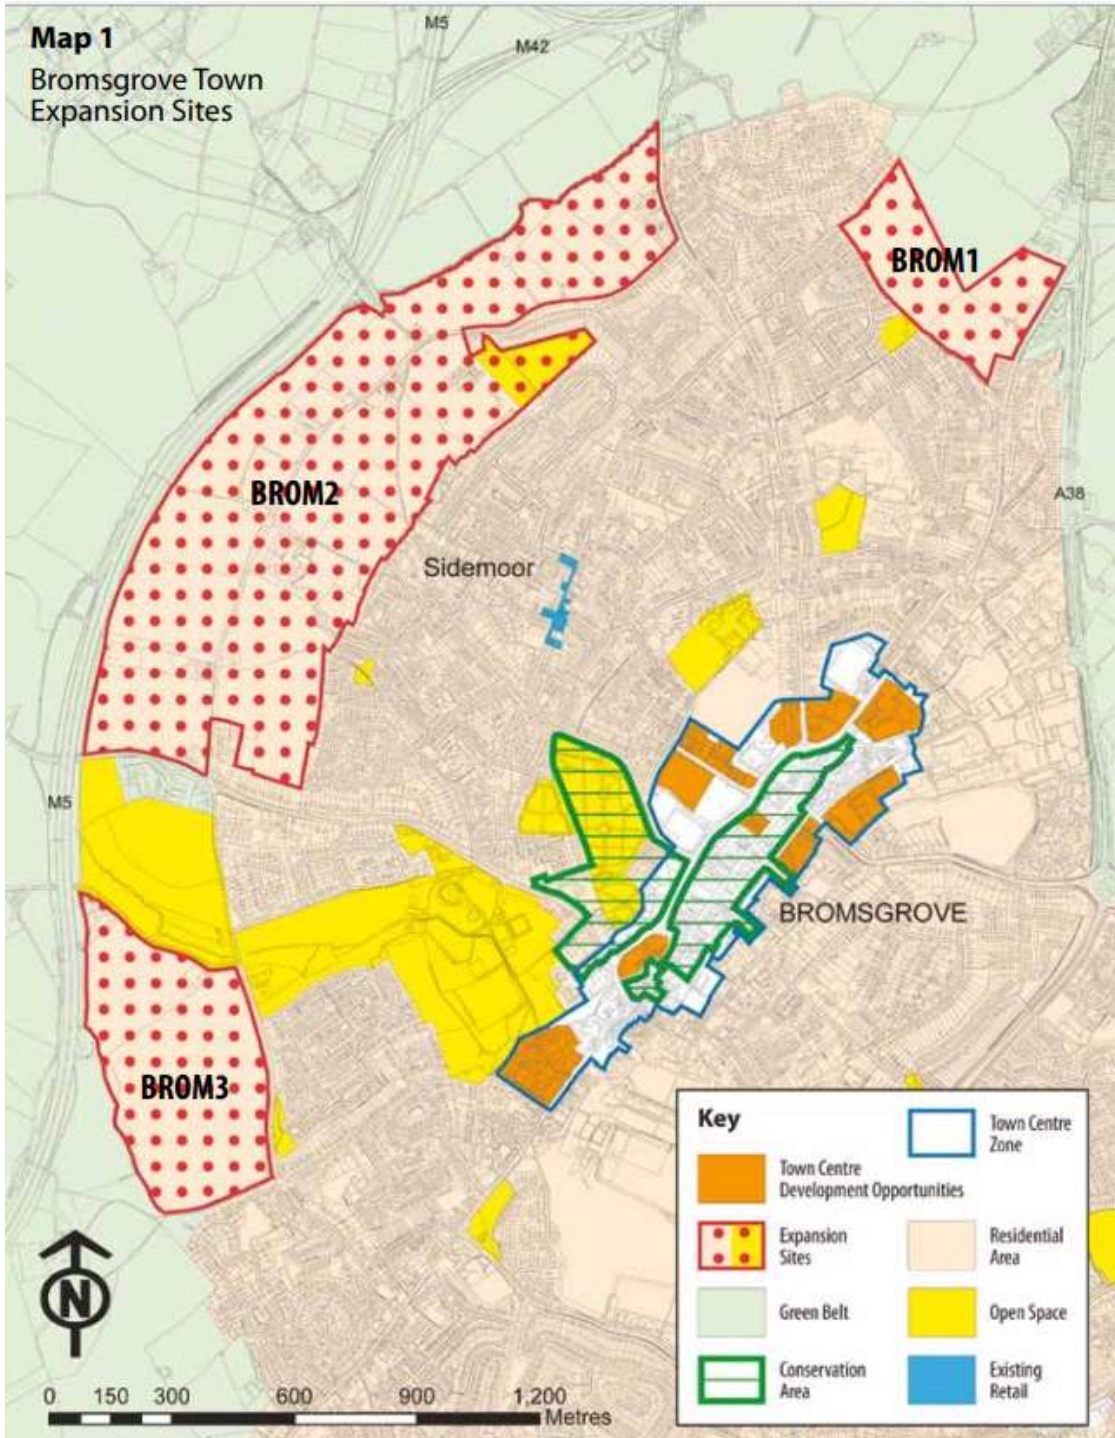 Map 1
Bromsgrove Town
Expansion Sites
M5
M42
BROM1
BROM2
A38
Sidemoor
M5
BROMSGROVE
BROM3
Key
Town Centre
Zone
Town Centre
Development Opportunities
Expansion
Sites
Residential
Area
Green Belt
Open Space
Conservation
Area
Existing
Retail
N
0 150 300 600 900 1,200
Metres